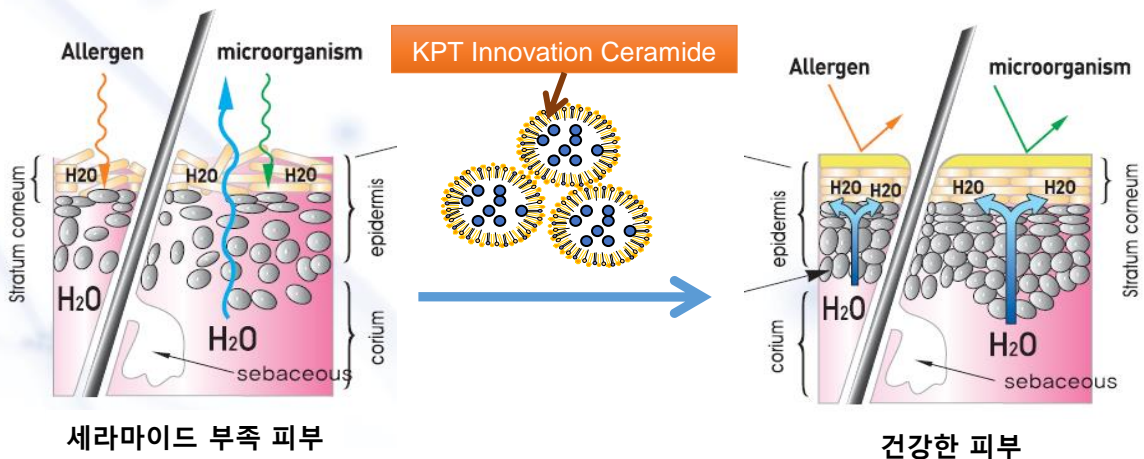 Allergen
microorganism
Stratum corneum
H2O
H2O
H2O
epidermis
H₂O
H₂O
corium
sebaceous
세라마이드 부족 피부
KPT Innovation Ceramide
Allergen
microorganism
epidermis
H2O
H2O
H2O
H2O
Stratum corneum
corium
H₂O
H₂O
sebaceous
건강한 피부